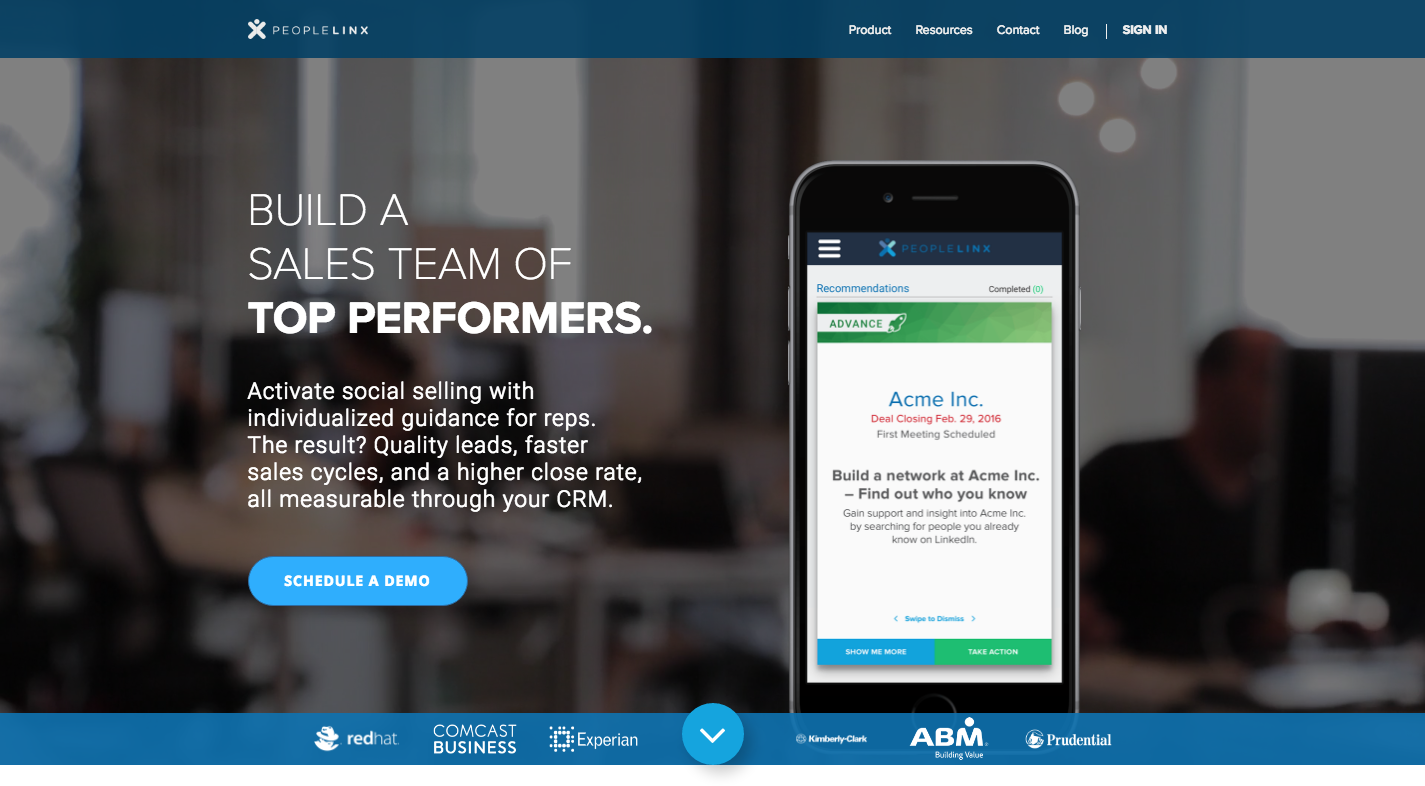 PEOPLELINX
Product Resources Contact Blog | SIGN IN
BUILD A
SALES TEAM OF
TOP PERFORMERS.
Activate social selling with
individualized guidance for reps.
The result? Quality leads, faster
sales cycles, and a higher close rate,
all measurable through your CRM.
SCHEDULE A DEMO
PEOPLELINX
Recommendations Completed (0)
ADVANCE
Acme Inc.
Deal Closing Feb. 29, 2016
First Meeting Scheduled
Build a network at Acme Inc.
– Find out who you know
Gain support and insight into Acme Inc.
by searching for people you already
know on LinkedIn.
Swipe to Dismiss
SHOW ME MORE TAKE ACTION
redhat.
COMCAST
BUSINESS
Experian
Kimberly-Clark
ABM
Building Value
Prudential